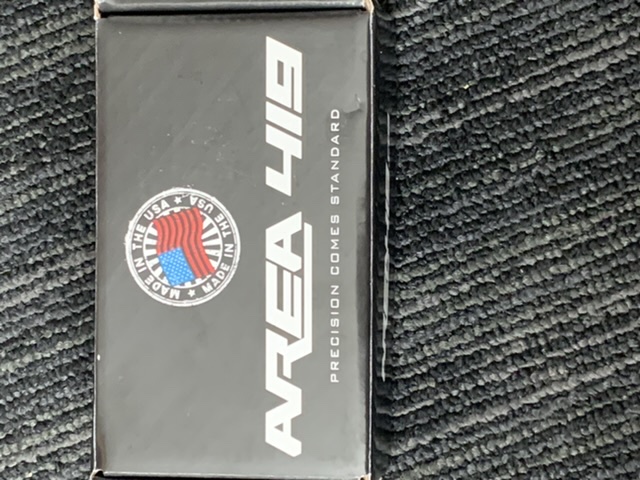 MADE IN THE USA
MADE IN THE USA
AREA 419
PRECISION COMES STANDARD